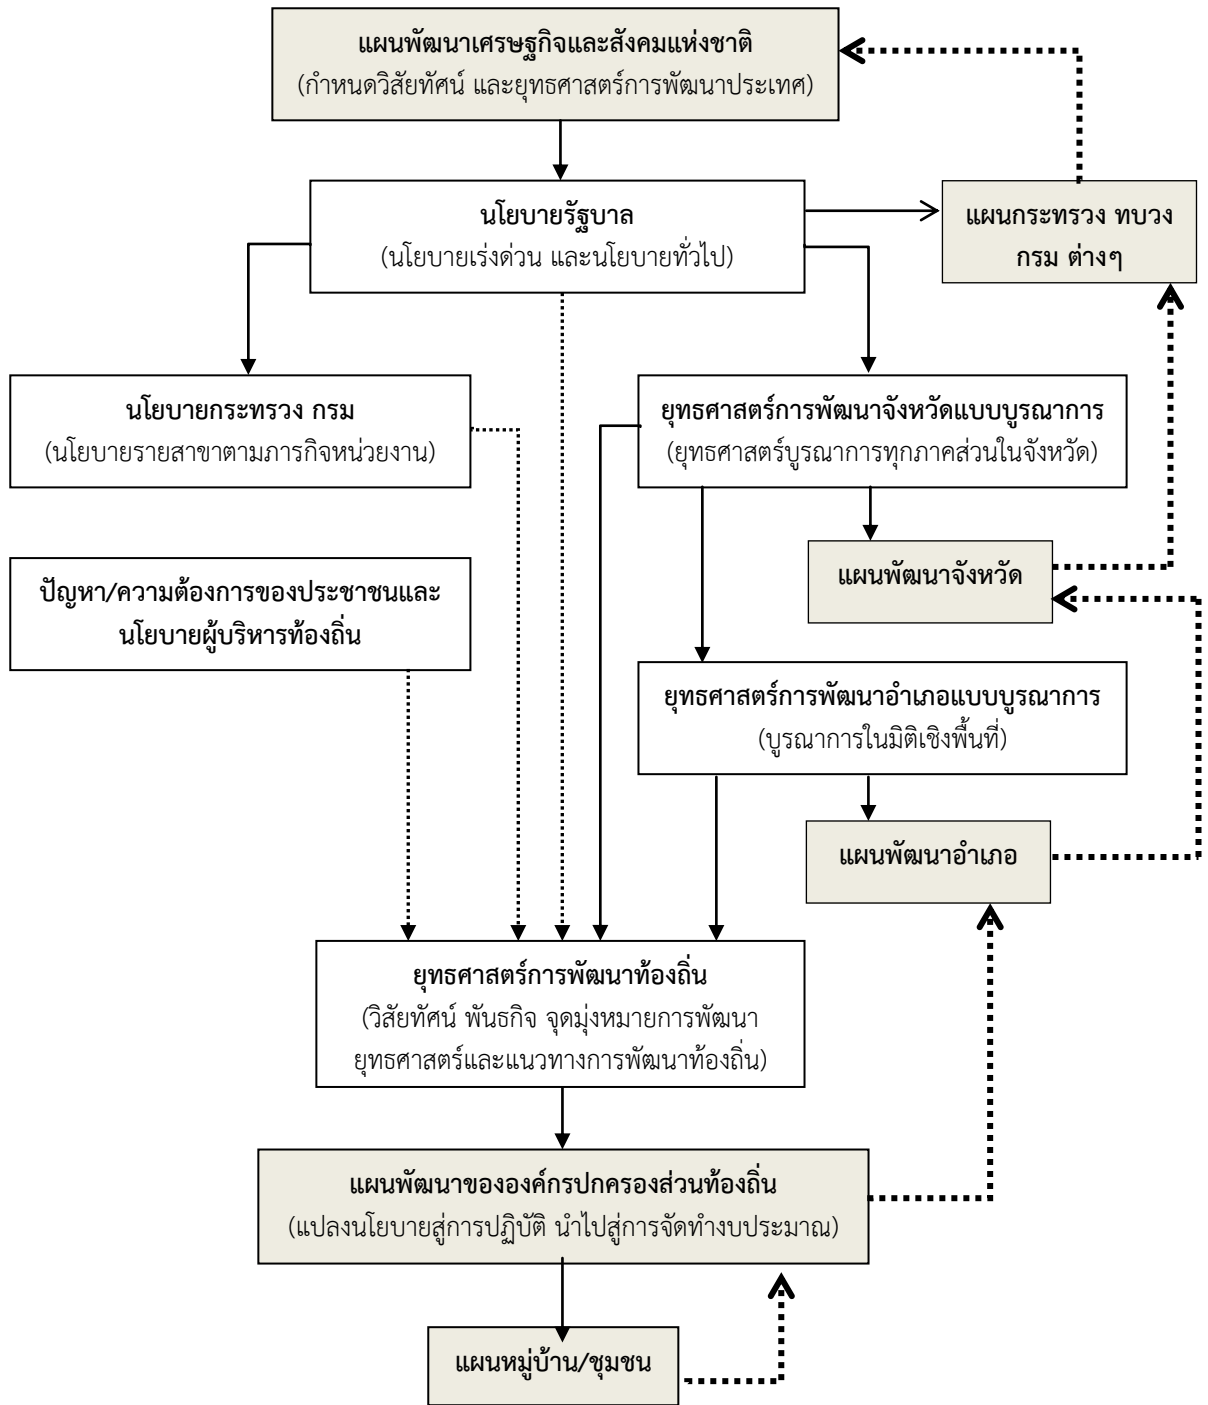 แผนพัฒนาเศรษฐกิจและสังคมแห่งชาติ
(กำหนดวิสัยทัศน์ และยุทธศาสตร์การพัฒนาประเทศ)
นโยบายรัฐบาล
(นโยบายเร่งด่วน และนโยบายทั่วไป)
แผนกระทรวง ทบวง
กรม ต่างๆ
นโยบายกระทรวง กรม
(นโยบายรายสาขาตามภารกิจหน่วยงาน)
ยุทธศาสตร์การพัฒนาจังหวัดแบบบูรณาการ
(ยุทธศาสตร์บูรณาการทุกภาคส่วนในจังหวัด)
แผนพัฒนาจังหวัด
ปัญหา/ความต้องการของประชาชนและ
นโยบายผู้บริหารท้องถิ่น
ยุทธศาสตร์การพัฒนาอำเภอแบบบูรณาการ
(บูรณาการในมิติเชิงพื้นที่)
แผนพัฒนาอำเภอ
ยุทธศาสตร์การพัฒนาท้องถิ่น
(วิสัยทัศน์ พันธกิจ จุดมุ่งหมายการพัฒนา
ยุทธศาสตร์และแนวทางการพัฒนาท้องถิ่น)
แผนพัฒนาขององค์กรปกครองส่วนท้องถิ่น
(แปลงนโยบายสู่การปฏิบัติ นำไปสู่การจัดทำงบประมาณ)
แผนหมู่บ้าน/ชุมชน